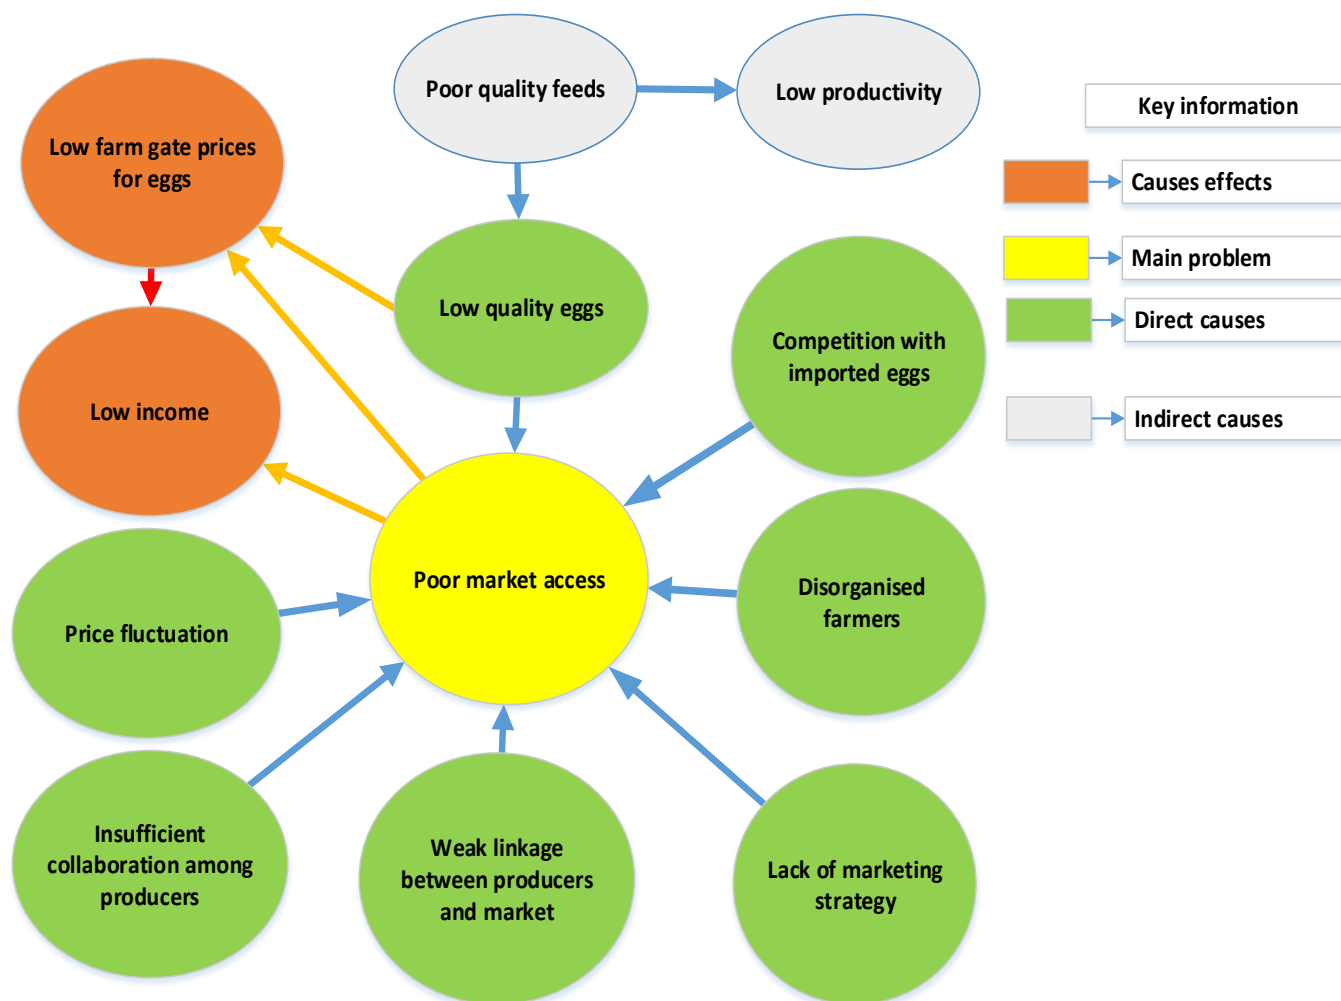 Poor quality feeds
Low productivity
Key information
Low farm gate prices
for eggs
Causes effects
Main problem
Low quality eggs
Direct causes
Competition with
imported eggs
Low income
Indirect causes
Poor market access
Disorganised
farmers
Price fluctuation
Insufficient
collaboration among
producers
Weak linkage
between producers
and market
Lack of marketing
strategy